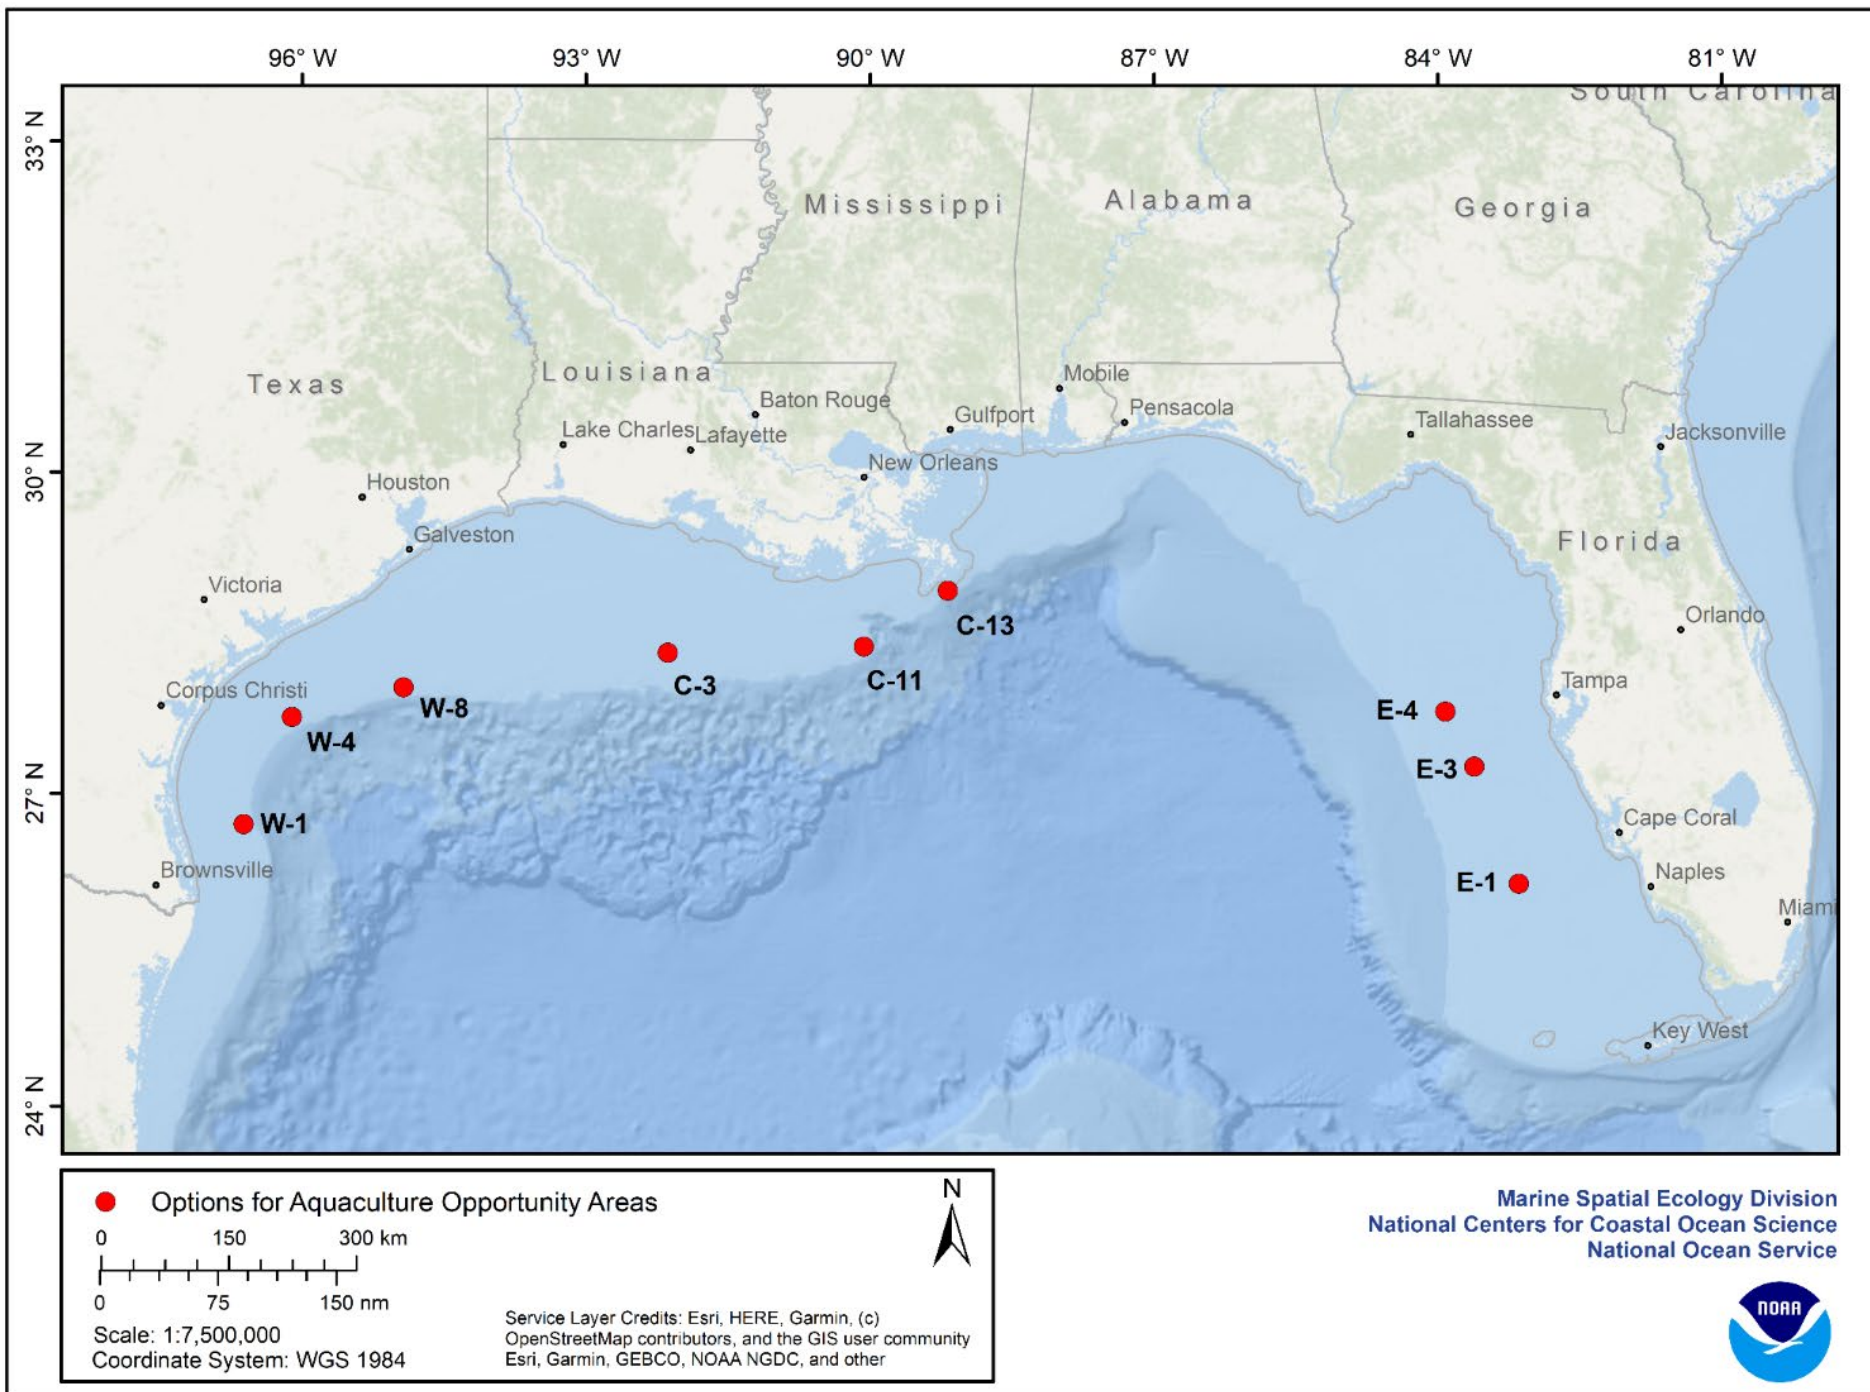 96° W 93° W 90° W 87° W 84° W 81° W
33° N
30° N
27° N
24° N
South Carolina
Mississippi
Alabama
Georgia
Texas
Louisiana
Mobile
Baton Rouge
Gulfport
Pensacola
Tallahassee
Lake Charles
Lafayette
Jacksonville
New Orleans
Houston
Galveston
Florida
Victoria
C-13
Orlando
Corpus Christi
W-8
C-3
C-11
Tampa
E-4
W-4
E-3
W-1
Cape Coral
Brownsville
E-1
Naples
Miami
Key West
Options for Aquaculture Opportunity Areas
0 150 300 km
0 75 150 nm
Scale: 1:7,500,000
Coordinate System: WGS 1984
N
Service Layer Credits: Esri, HERE, Garmin, (c)
OpenStreetMap contributors, and the GIS user community
Esri, Garmin, GEBCO, NOAA NGDC, and other
Marine Spatial Ecology Division
National Centers for Coastal Ocean Science
National Ocean Service
NOAA